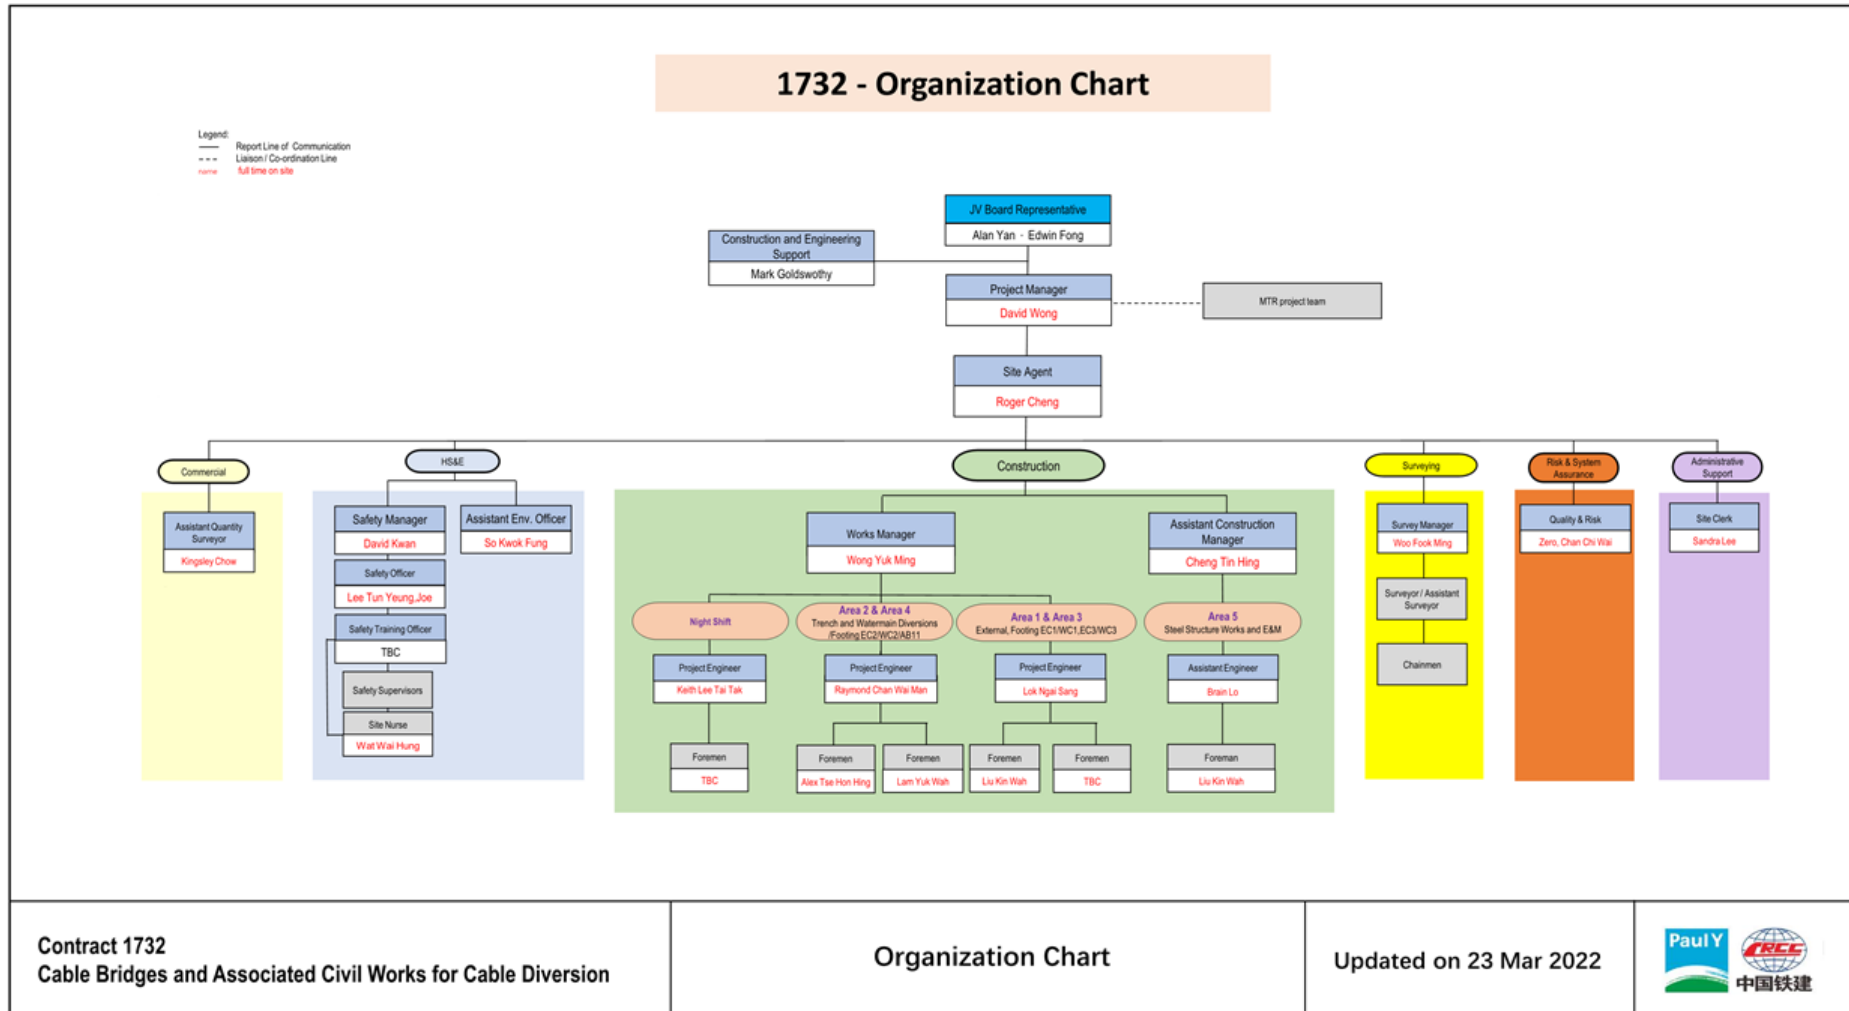 1732 - Organization Chart
Legend:
Report Line of Communication
Liaison / Co-ordination Line
name: full time on site
JV Board Representative
Alan Yan - Edwin Fong
Construction and Engineering
Support
Mark Goldswothy
Project Manager
David Wong
MTR project team
Site Agent
Roger Cheng
Commercial
HS&E
Construction
Surveying
Risk & System
Assurance
Administrative
Support
Assistant Quantity
Surveyor
Kingsley Chow
Safety Manager
David Kwan
Assistant Env. Officer
So Kwok Fung
Safety Officer
Lee Tun Yeung,Joe
Safety Training Officer
TBC
Safety Supervisors
Site Nurse
Wat Wai Hung
Works Manager
Wong Yuk Ming
Assistant Construction
Manager
Cheng Tin Hing
Night Shift
Area 2 & Area 4
Trench and Watermain Diversions
/Footing EC2/WC2/AB11
Area 1 & Area 3
External, Footing EC1/WC1,EC3/WC3
Area 5
Steel Structure Works and E&M
Project Engineer
Keith Lee Tai Tak
Project Engineer
Raymond Chan Wai Man
Project Engineer
Lok Ngai Sang
Assistant Engineer
Brain Lo
Foremen
TBC
Foremen
Alex Tse Hon Hing
Foremen
Lam Yuk Wah
Foremen
Liu Kin Wah
Foremen
TBC
Foreman
Liu Kin Wah
Survey Manager
Woo Fook Ming
Surveyor / Assistant
Surveyor
Chainmen
Quality & Risk
Zero, Chan Chi Wai
Site Clerk
Sandra Lee
Contract 1732
Cable Bridges and Associated Civil Works for Cable Diversion
Organization Chart
Updated on 23 Mar 2022
Paul Y
CRCC
中国铁建